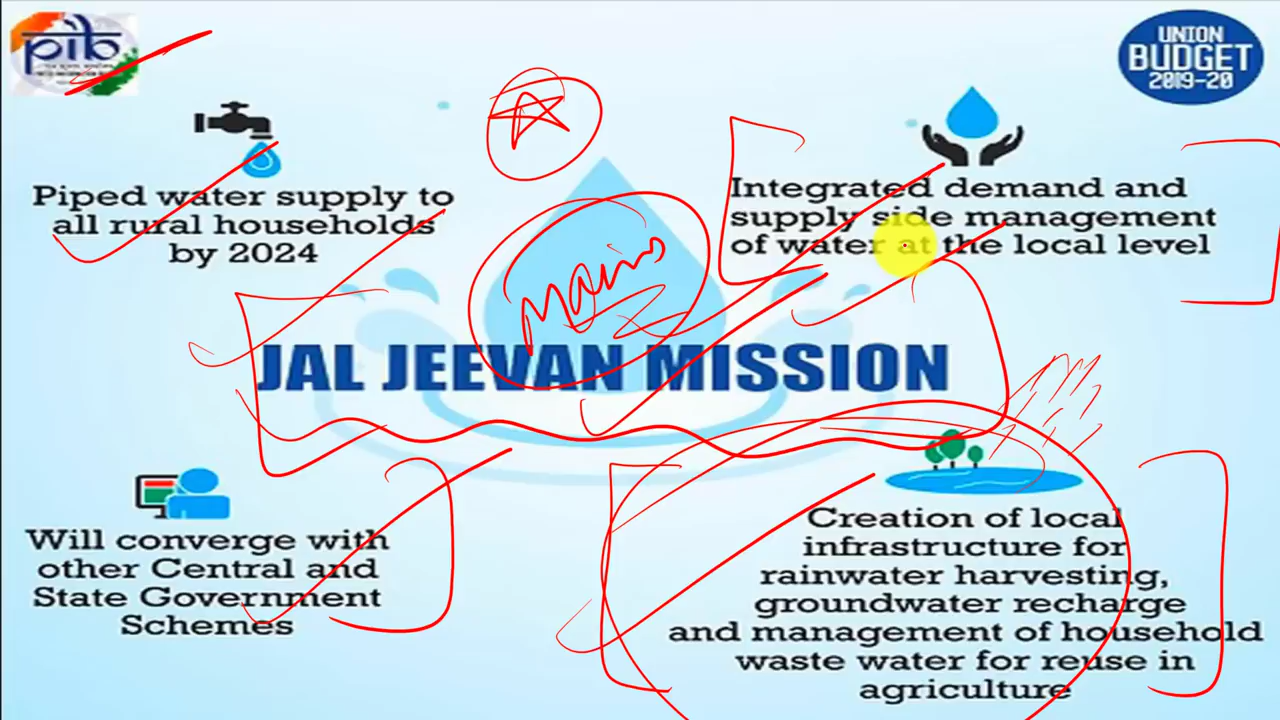 pib
UNION
BUDGET
2019-20
Piped water supply to
all rural households
by 2024
Integrated demand and
supply side management
of water at the local level
Mains
JAL JEEVAN MISSION
Will converge with
other Central and
State Government
Schemes
Creation of local
infrastructure for
rainwater harvesting,
groundwater recharge
and management of household
waste water for reuse in
agriculture